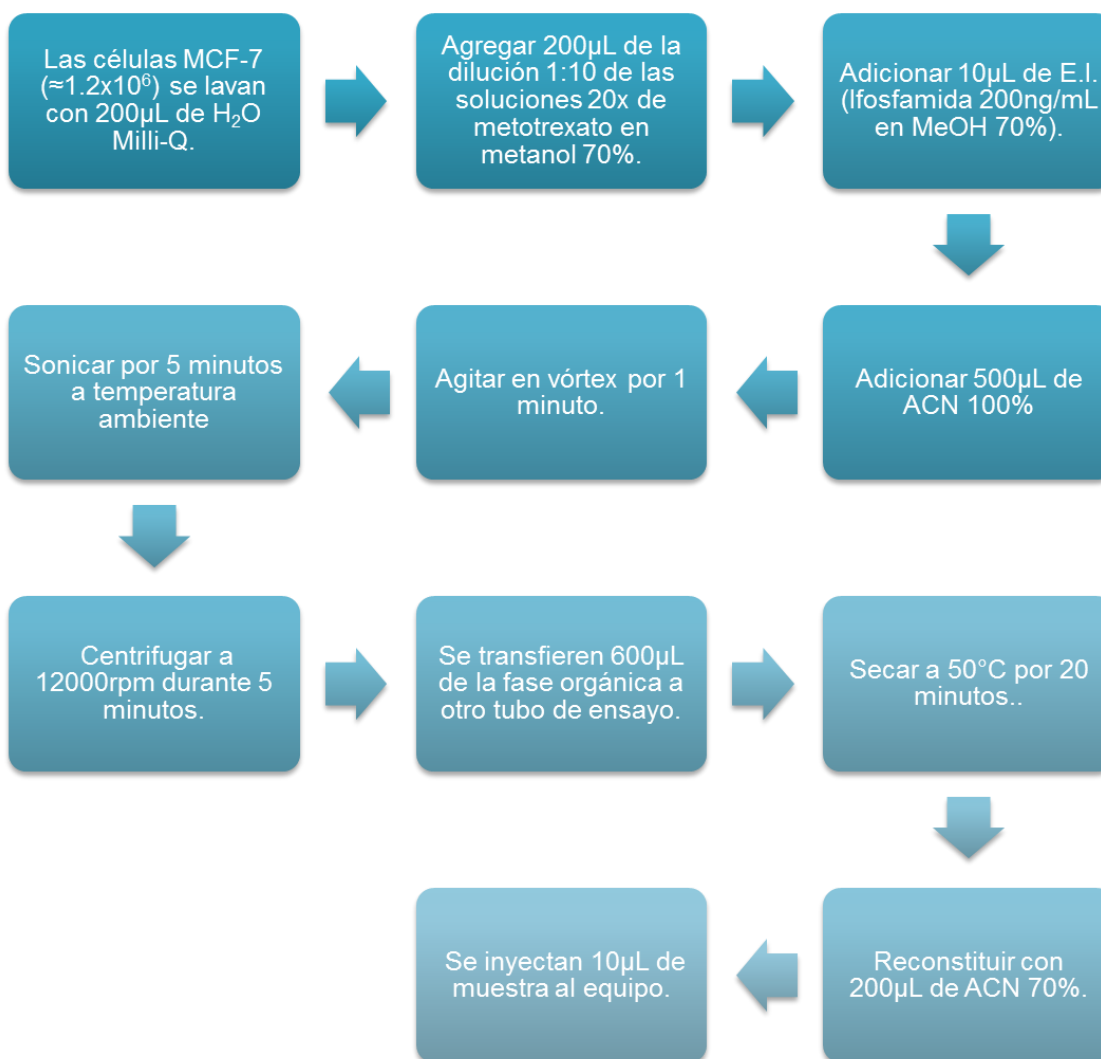 Las células MCF-7
(≈1.2x10⁶) se lavan
con 200µL de H₂O
Milli-Q.
Agregar 200µL de la
dilución 1:10 de las
soluciones 20x de
metotrexato en
metanol 70%.
Adicionar 10µL de E.I.
(Ifosfamida 200ng/mL
en MeOH 70%).
Adicionar 500µL de
ACN 100%
Agitar en vórtex por 1
minuto.
Sonicar por 5 minutos
a temperatura
ambiente
Centrifugar a
12000rpm durante 5
minutos.
Se transfieren 600µL
de la fase orgánica a
otro tubo de ensayo.
Secar a 50°C por 20
minutos..
Reconstituir con
200µL de ACN 70%.
Se inyectan 10µL de
muestra al equipo.